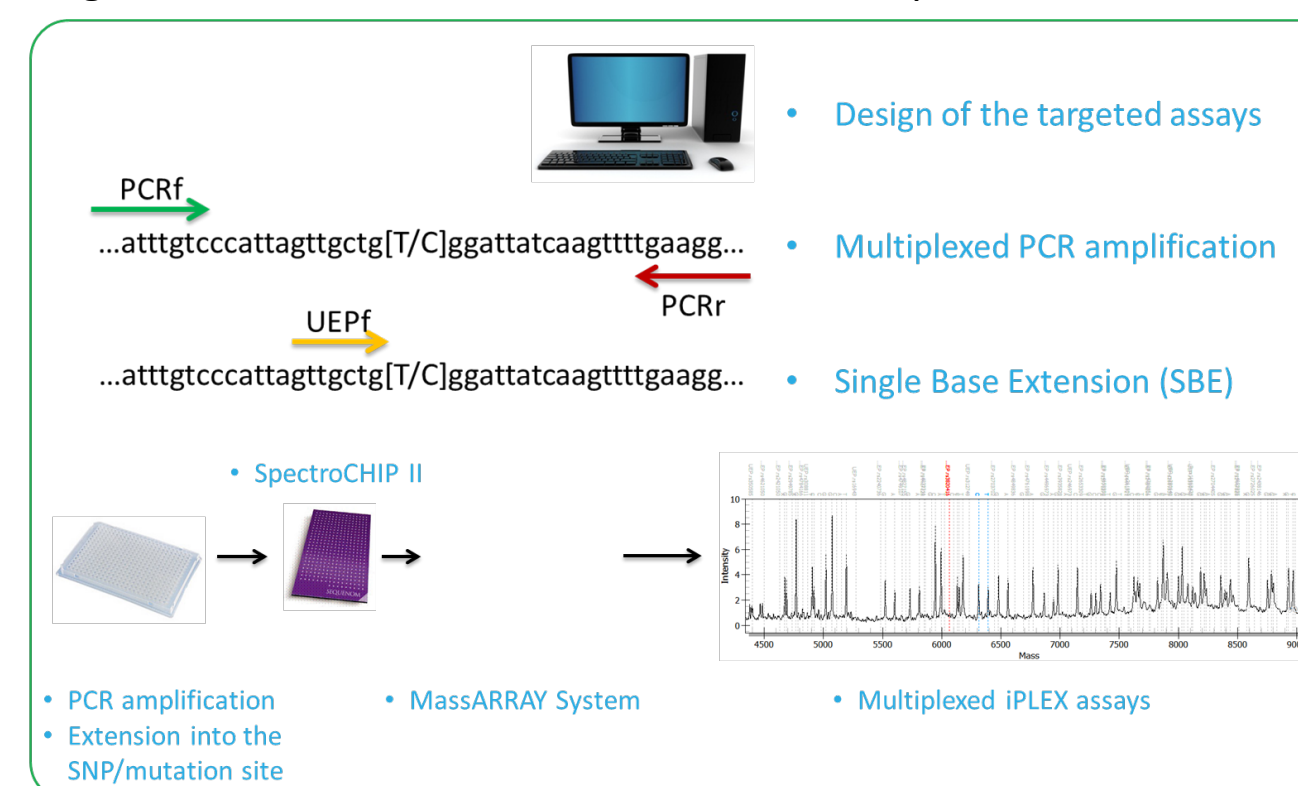 Design of the targeted assays
PCRf
...atttgtcccattagttgctg[T/C]ggattatcaagttttgaagg...
Multiplexed PCR amplification
PCRr
UEPf
...atttgtcccattagttgctg[T/C]ggattatcaagttttgaagg...
Single Base Extension (SBE)
SpectroCHIP II
SEQUENOM
Intensity
10
8
6
4
2
0
4500 5000 5500 6000 6500 7000 7500 8000 8500
Mass
PCR amplification
Extension into the
SNP/mutation site
MassARRAY System
Multiplexed iPLEX assays